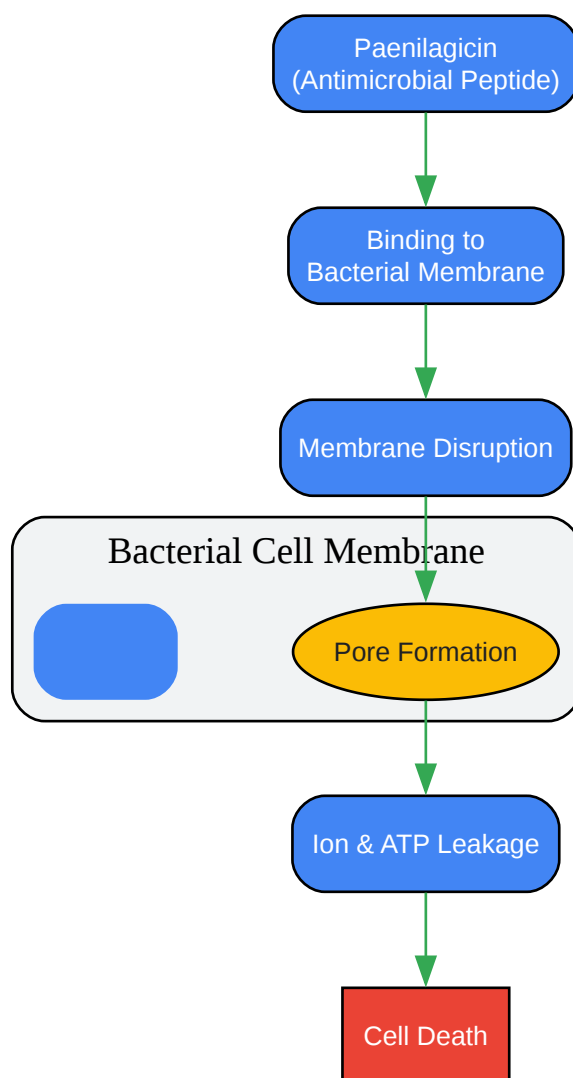 Paenilagicin
(Antimicrobial Peptide)
Binding to
Bacterial Membrane
Membrane Disruption
Bacterial Cell Membrane
Pore Formation
Ion & ATP Leakage
Cell Death